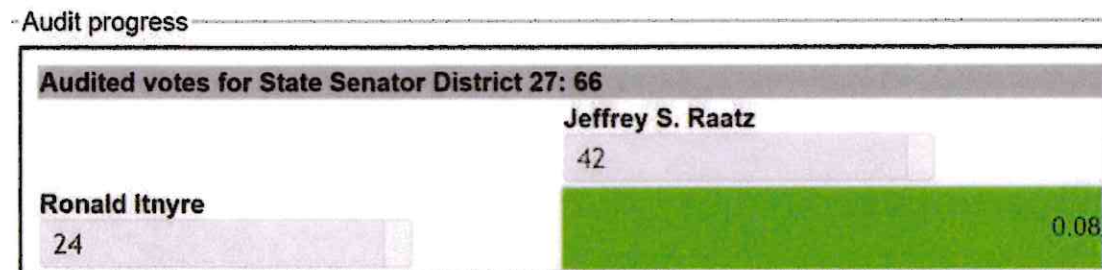 Audit progress
Audited votes for State Senator District 27: 66
Jeffrey S. Raatz
42
Ronald Itnyre
24
0.08